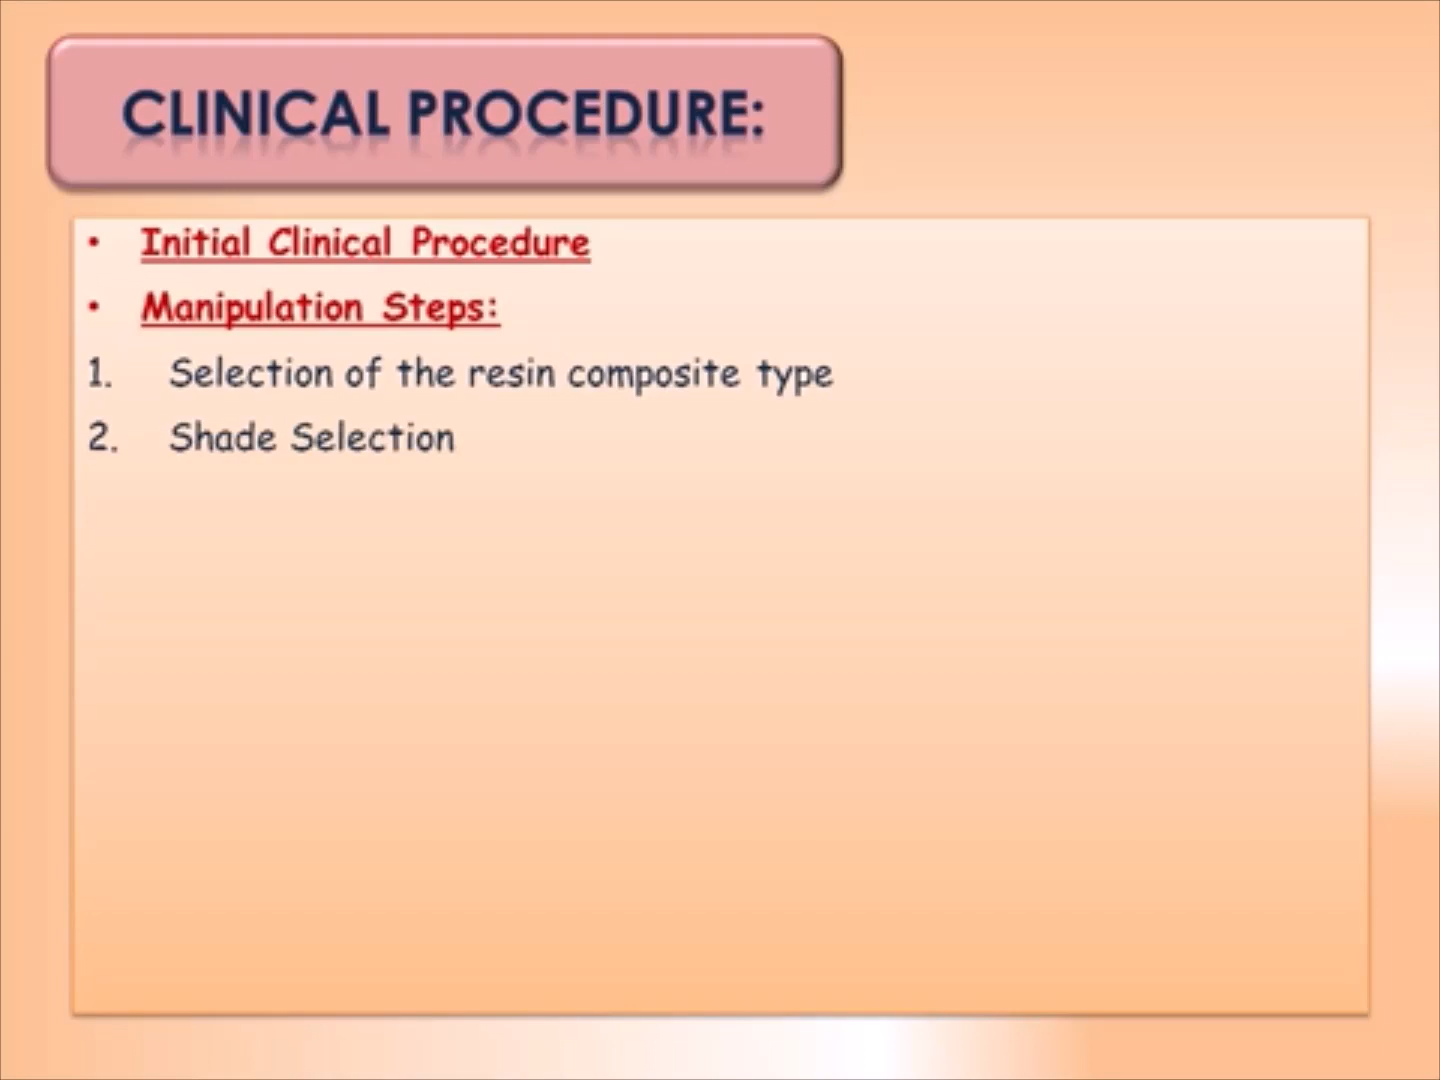 CLINICAL PROCEDURE:
• Initial Clinical Procedure
• Manipulation Steps:
1. Selection of the resin composite type
2. Shade Selection